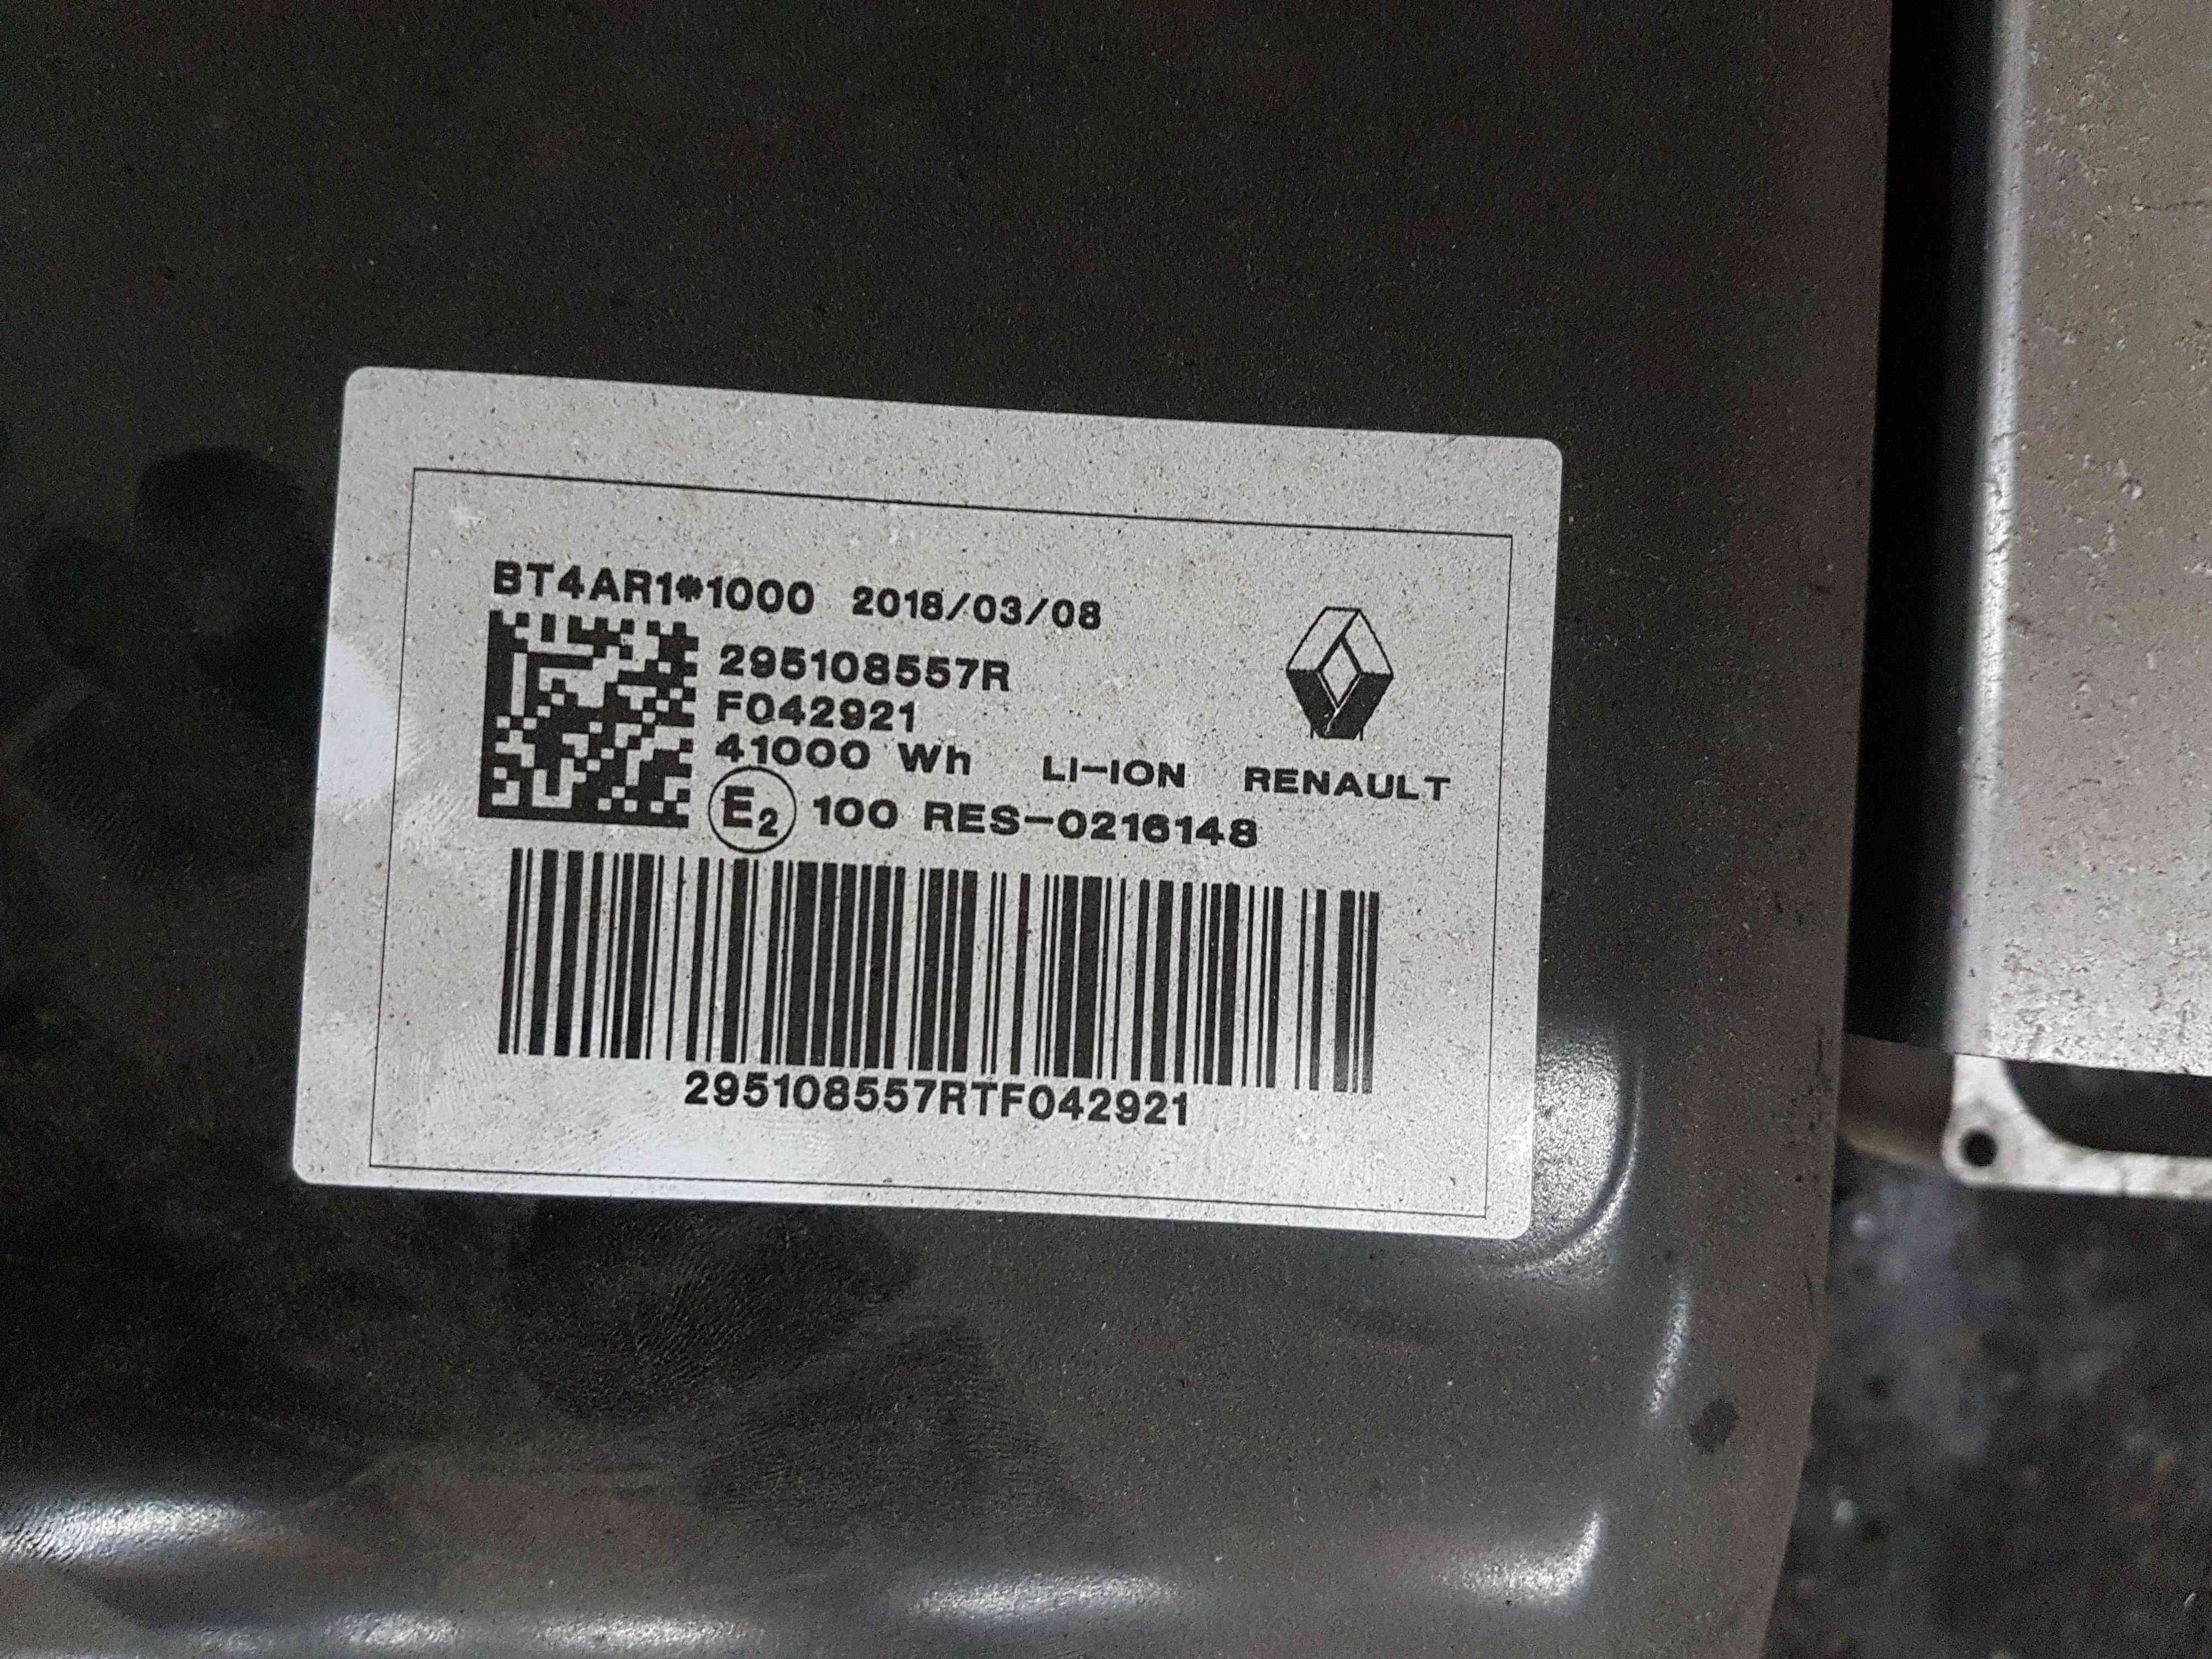 BT4AR1*1000 2018/03/08
295108557R
F042921
41000 Wh LI-ION RENAULT
E2 100 RES-0216148
295108557RTF042921